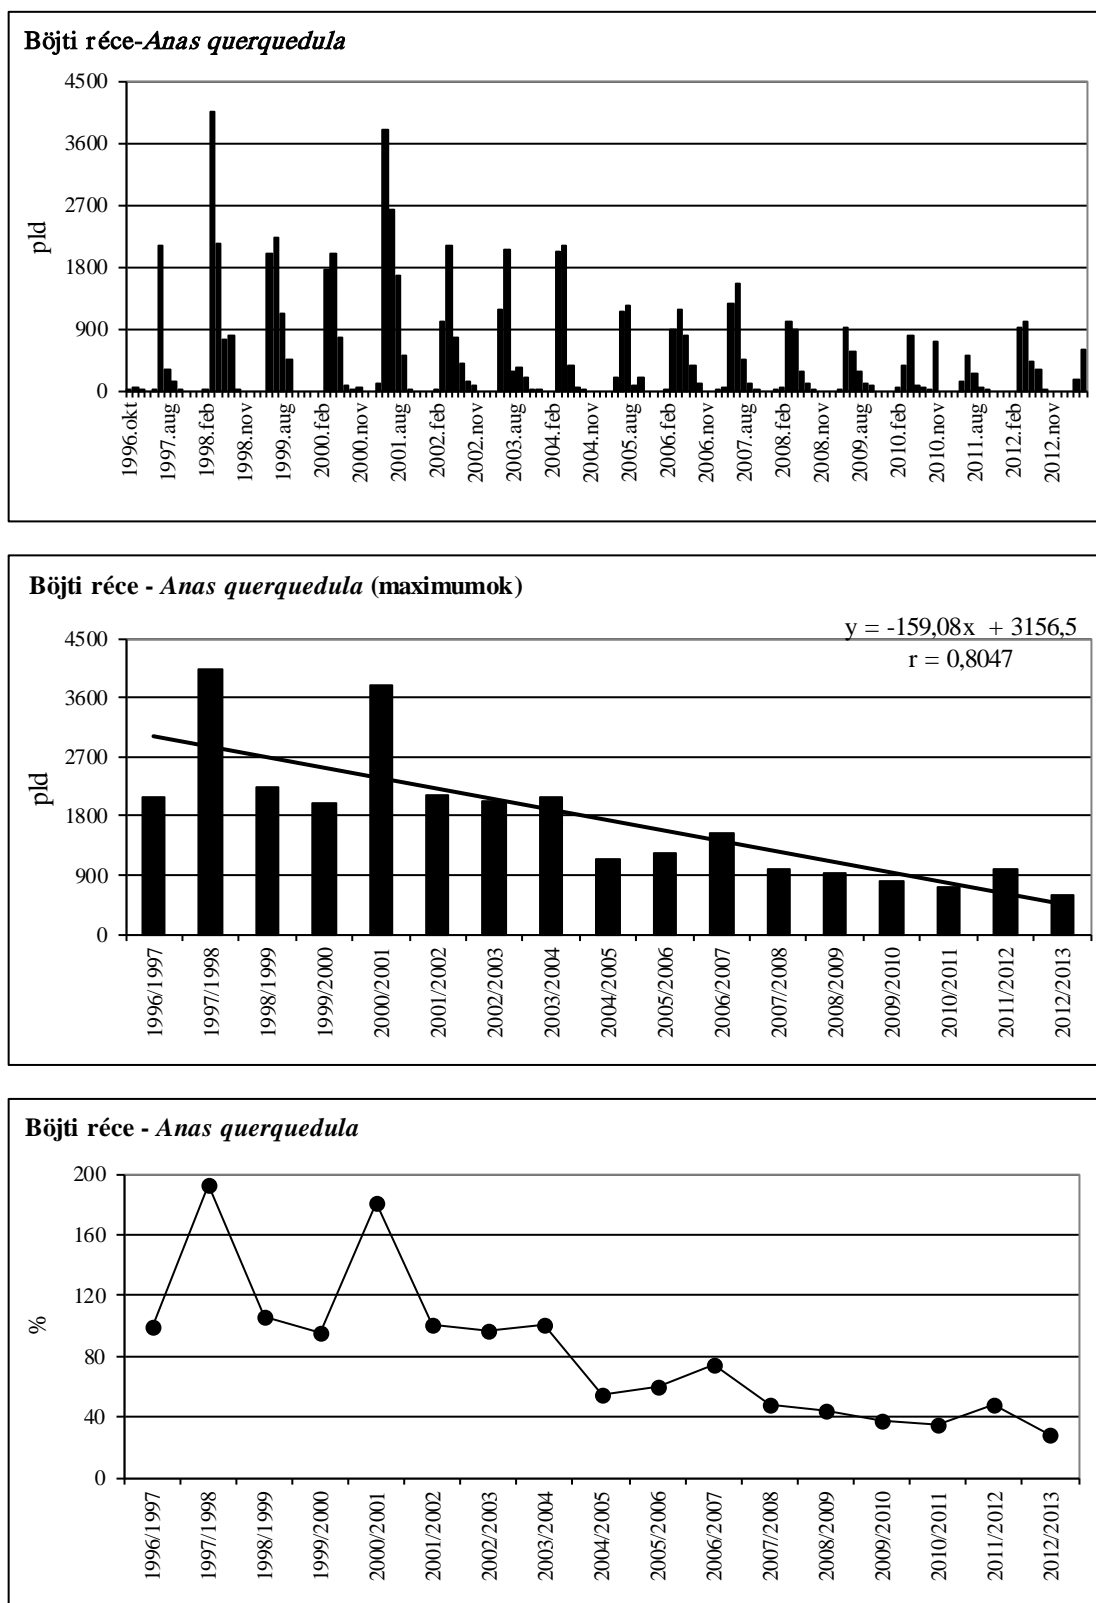 Böjti réce-Anas querquedula
4500
3600
2700
1800
900
0
pld
1996.okt
1997.aug
1998.feb
1998.nov
1999.aug
2000.feb
2000.nov
2001.aug
2002.feb
2002.nov
2003.aug
2004.feb
2004.nov
2005.aug
2006.feb
2006.nov
2007.aug
2008.feb
2008.nov
2009.aug
2010.feb
2010.nov
2011.aug
2012.feb
2012.nov
Böjti réce - Anas querquedula (maximumok)
y = -159,08x + 3156,5
r = 0,8047
4500
3600
2700
1800
900
0
pld
1996/1997
1997/1998
1998/1999
1999/2000
2000/2001
2001/2002
2002/2003
2003/2004
2004/2005
2005/2006
2006/2007
2007/2008
2008/2009
2009/2010
2010/2011
2011/2012
2012/2013
Böjti réce - Anas querquedula
200
160
120
80
40
0
%
1996/1997
1997/1998
1998/1999
1999/2000
2000/2001
2001/2002
2002/2003
2003/2004
2004/2005
2005/2006
2006/2007
2007/2008
2008/2009
2009/2010
2010/2011
2011/2012
2012/2013